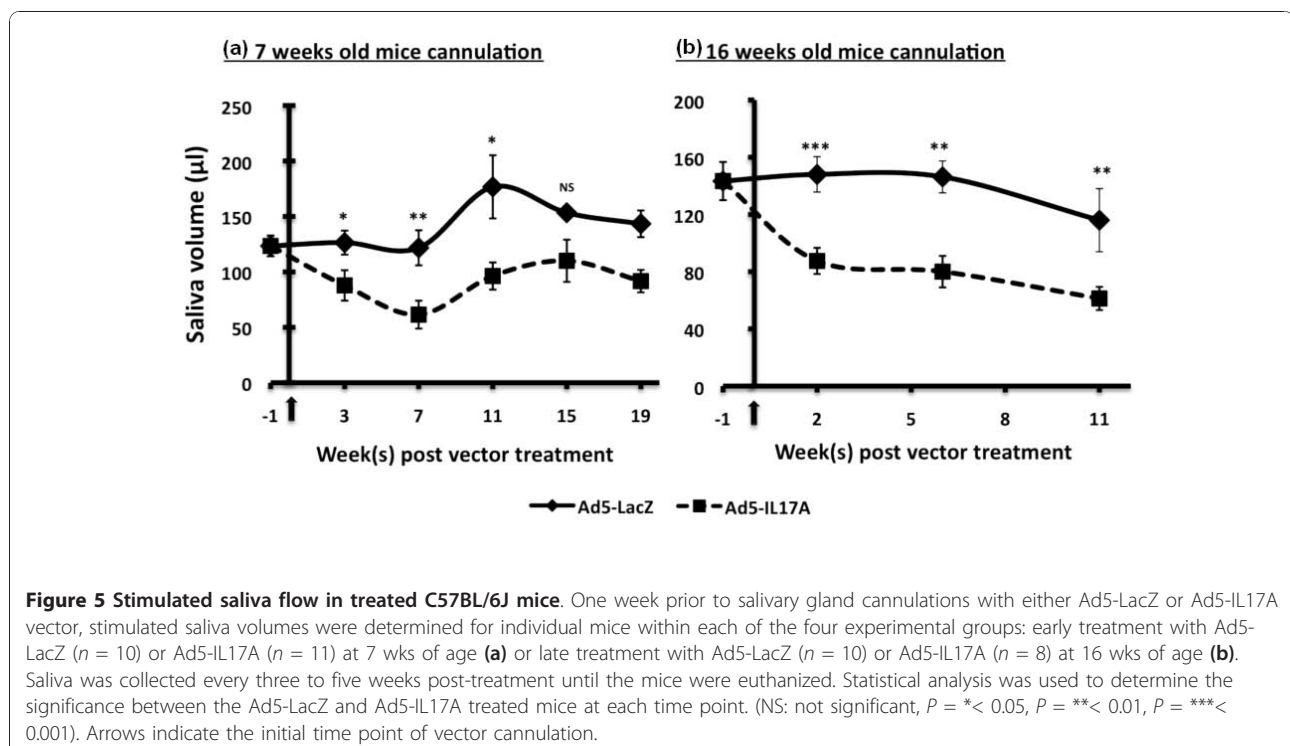 (a) 7 weeks old mice cannulation
(b) 16 weeks old mice cannulation
Saliva volume (µl)
250
200
150
100
50
0
* ** * NS
-1 3 7 11 15 19
Week(s) post vector treatment
200
160
120
80
40
0
*** ** **
-1 2 5 8 11
Week(s) post vector treatment
Ad5-LacZ Ad5-IL17A
Figure 5 Stimulated saliva flow in treated C57BL/6J mice. One week prior to salivary gland cannulations with either Ad5-LacZ or Ad5-IL17A
vector, stimulated saliva volumes were determined for individual mice within each of the four experimental groups: early treatment with Ad5-
LacZ (n = 10) or Ad5-IL17A (n = 11) at 7 wks of age (a) or late treatment with Ad5-LacZ (n = 10) or Ad5-IL17A (n = 8) at 16 wks of age (b).
Saliva was collected every three to five weeks post-treatment until the mice were euthanized. Statistical analysis was used to determine the
significance between the Ad5-LacZ and Ad5-IL17A treated mice at each time point. (NS: not significant, P = *< 0.05, P = **< 0.01, P = ***<
0.001). Arrows indicate the initial time point of vector cannulation.